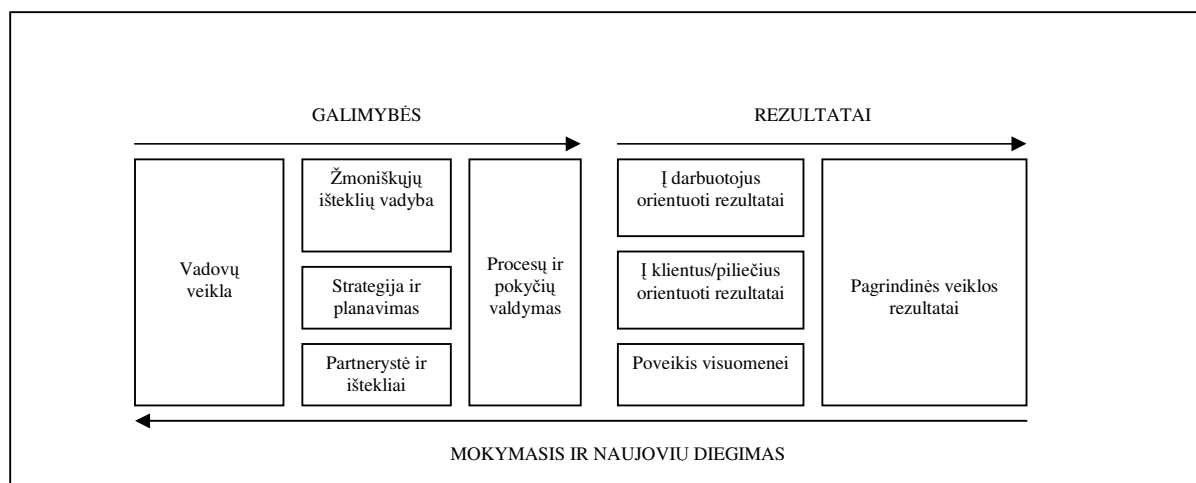 GALIMYBĖS
REZULTATAI
Vadovų
veikla
Žmoniškųjų
išteklių vadyba
Strategija ir
planavimas
Partnerystė ir
ištekliai
Procesų ir
pokyčių
valdymas
Į darbuotojus
orientuoti rezultatai
Į klientus/piliečius
orientuoti rezultatai
Poveikis visuomenei
Pagrindinės veiklos
rezultatai
MOKYMASIS IR NAUJOVIU DIEGIMAS